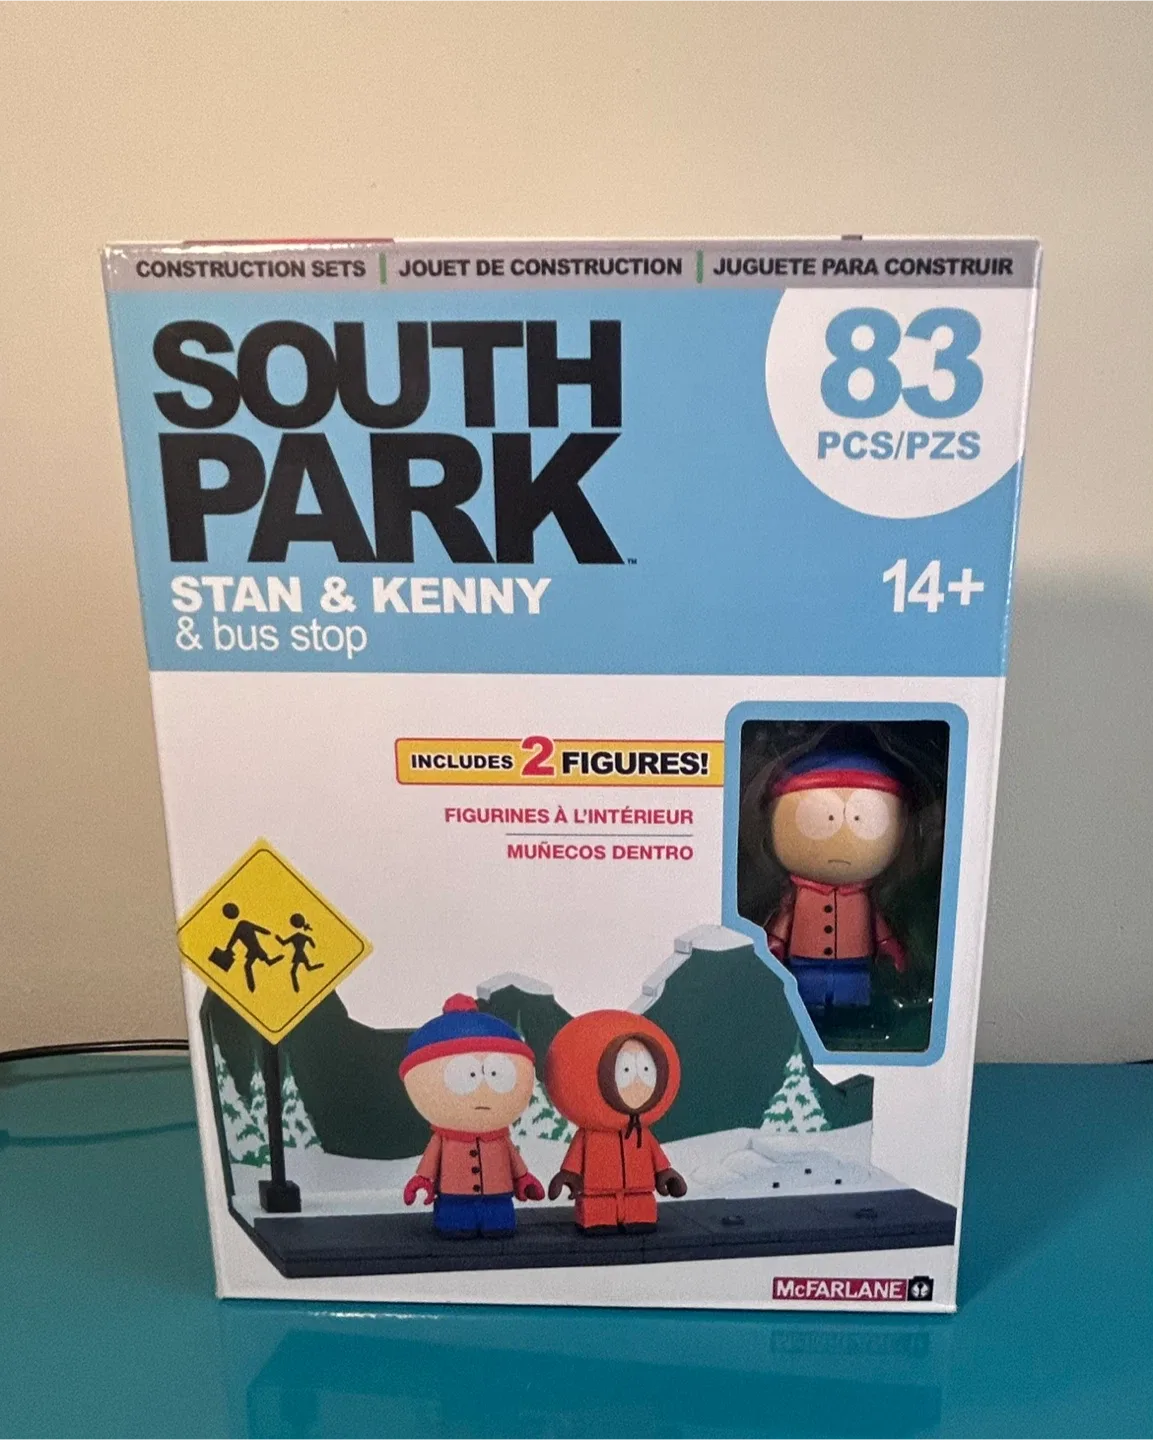 CONSTRUCTION SETS | JOUET DE CONSTRUCTION | JUGUETE PARA CONSTRUIR
SOUTH
PARK™
STAN & KENNY
& bus stop
83
PCS/PZS
14+
INCLUDES 2 FIGURES!
FIGURINES À L'INTÉRIEUR
MUÑECOS DENTRO
McFARLANE